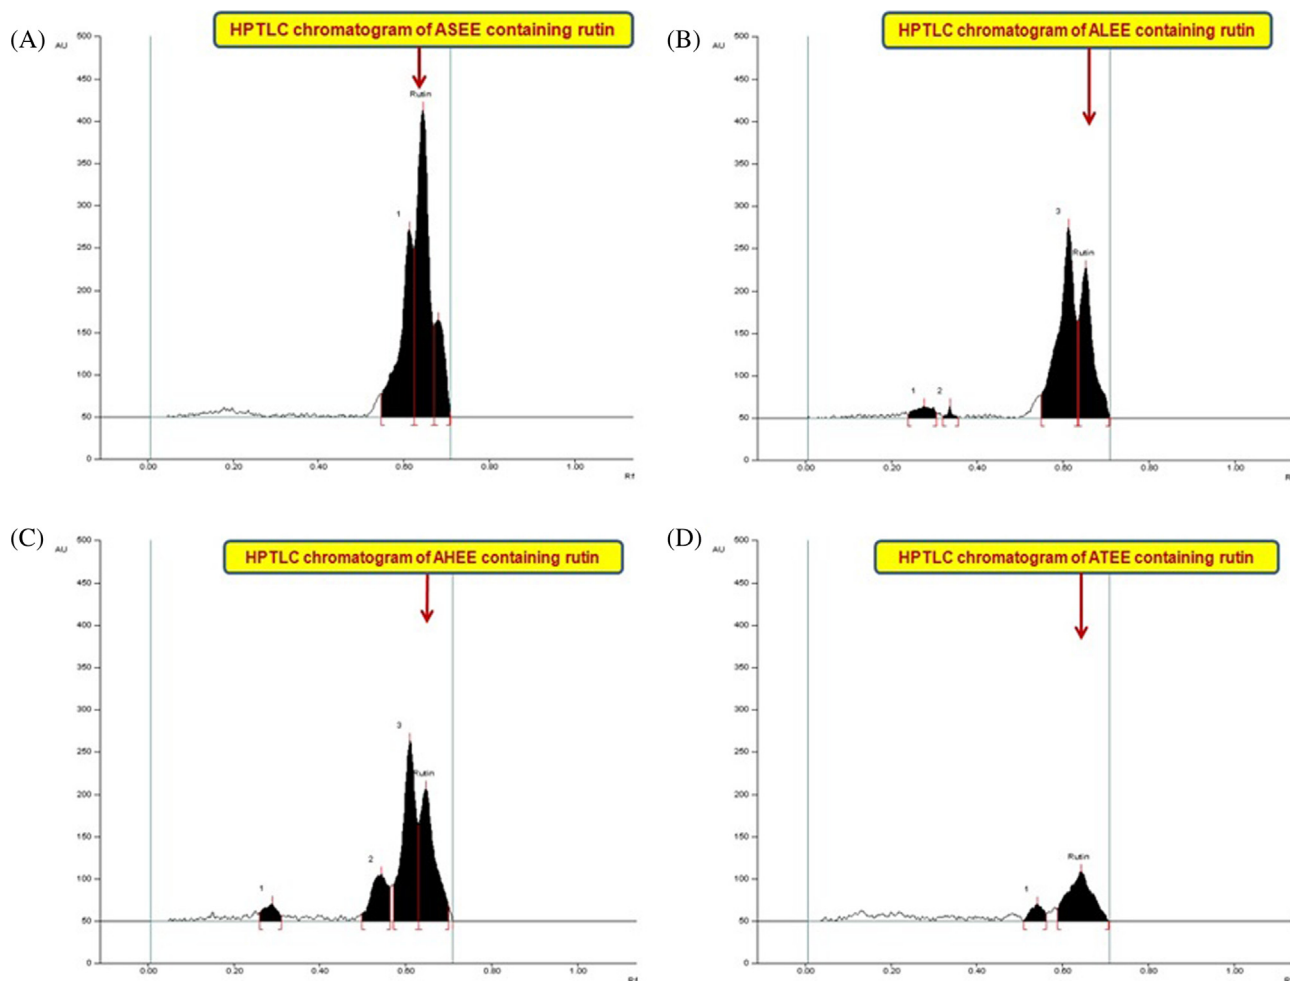 (A)
HPTLC chromatogram of ASEE containing rutin
AU
500
450
400
350
300
250
200
150
100
50
0
Rutin
1
0.00 0.20 0.40 0.60 0.80 1.00
Rf
(B)
HPTLC chromatogram of ALEE containing rutin
AU
500
450
400
350
300
250
200
150
100
50
0
3
Rutin
1 2
0.00 0.20 0.40 0.60 0.80 1.00
R
(C)
HPTLC chromatogram of AHEE containing rutin
AU
500
450
400
350
300
250
200
150
100
50
0
3
Rutin
2
1
0.00 0.20 0.40 0.60 0.80 1.00
Rf
(D)
HPTLC chromatogram of ATEE containing rutin
AU
500
450
400
350
300
250
200
150
100
50
0
Rutin
1
0.00 0.20 0.40 0.60 0.80 1.00
R